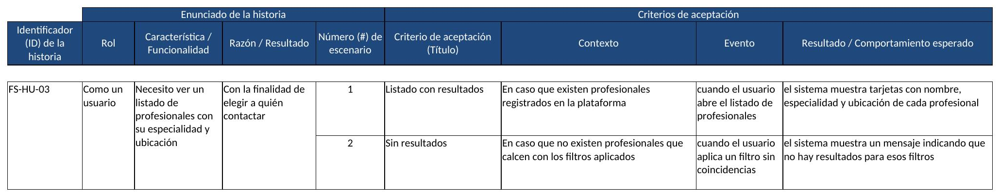 Enunciado de la historia
Criterios de aceptación
Identificador
(ID) de la
historia
Rol
Característica /
Funcionalidad
Razón / Resultado
Número (#) de
escenario
Criterio de aceptación
(Título)
Contexto
Evento
Resultado / Comportamiento esperado
FS-HU-03
Como un
usuario
Necesito ver un
listado de
profesionales con
su especialidad y
ubicación
Con la finalidad de
elegir a quién
contactar
1
Listado con resultados
En caso que existen profesionales
registrados en la plataforma
cuando el usuario
abre el listado de
profesionales
el sistema muestra tarjetas con nombre,
especialidad y ubicación de cada profesional
2
Sin resultados
En caso que no existen profesionales que
calcen con los filtros aplicados
cuando el usuario
aplica un filtro sin
coincidencias
el sistema muestra un mensaje indicando que
no hay resultados para esos filtros